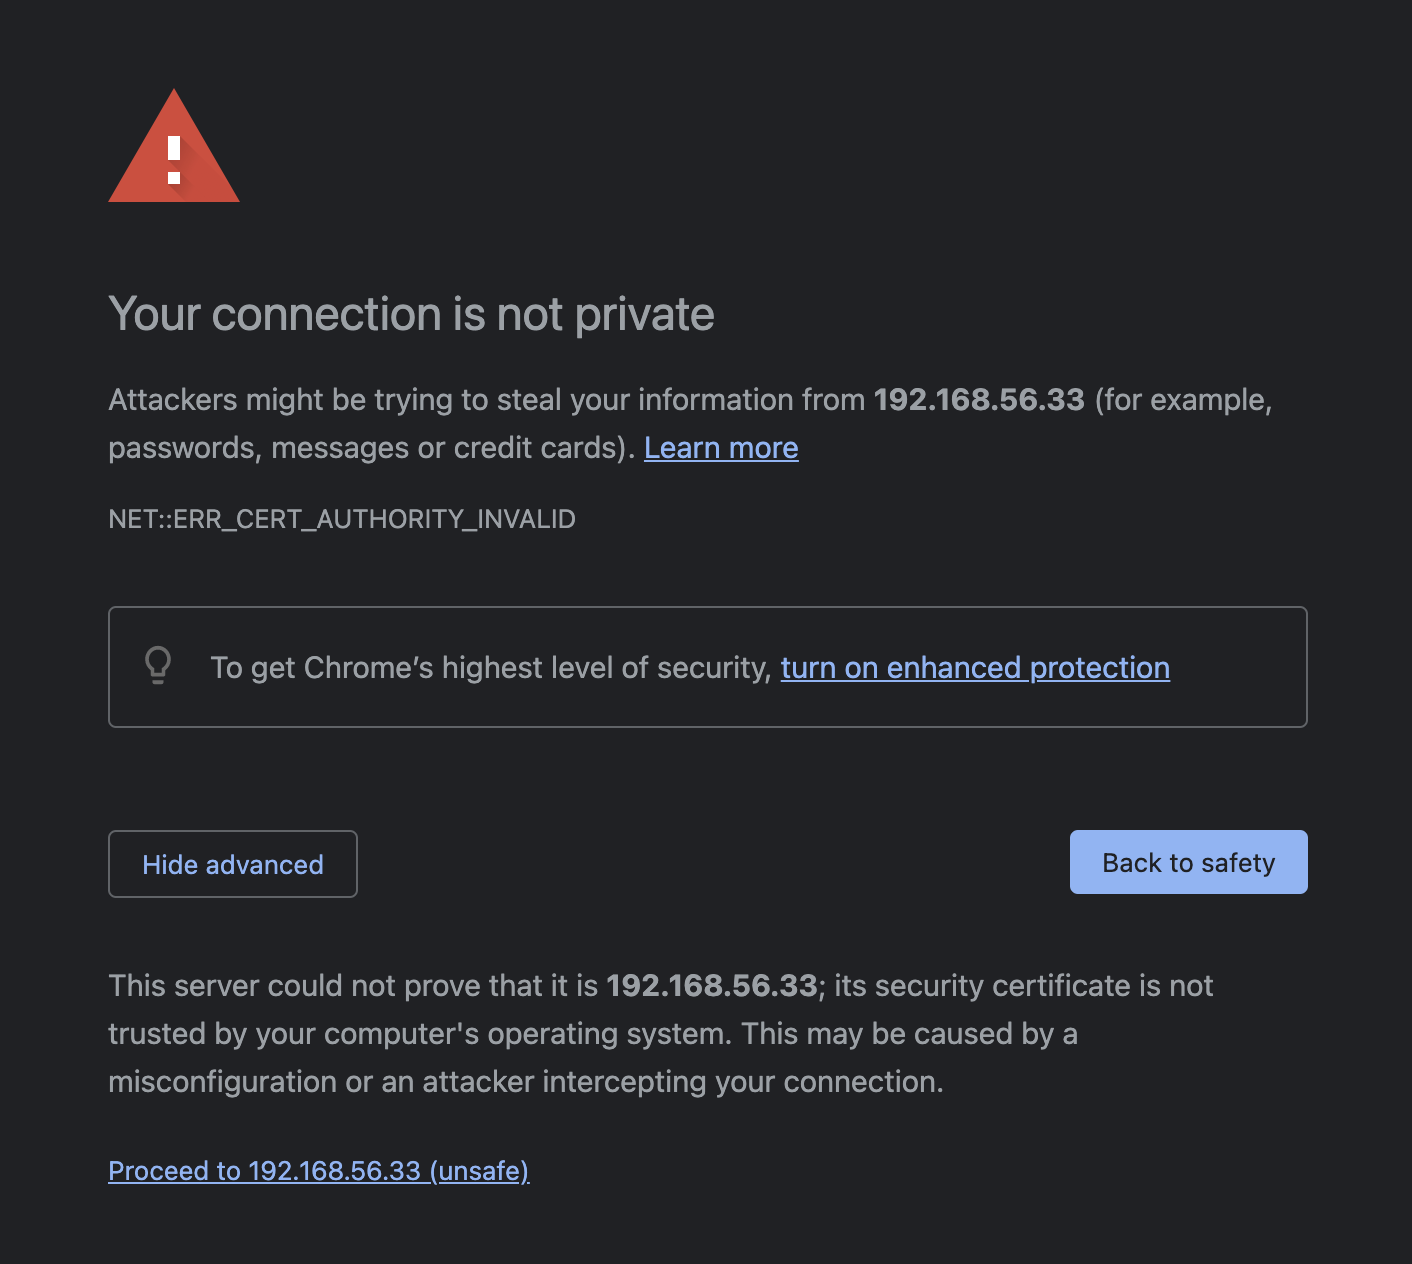 Your connection is not private
Attackers might be trying to steal your information from 192.168.56.33 (for example,
passwords, messages or credit cards). Learn more
NET::ERR_CERT_AUTHORITY_INVALID
To get Chrome’s highest level of security, turn on enhanced protection
Hide advanced
Back to safety
This server could not prove that it is 192.168.56.33; its security certificate is not
trusted by your computer's operating system. This may be caused by a
misconfiguration or an attacker intercepting your connection.
Proceed to 192.168.56.33 (unsafe)